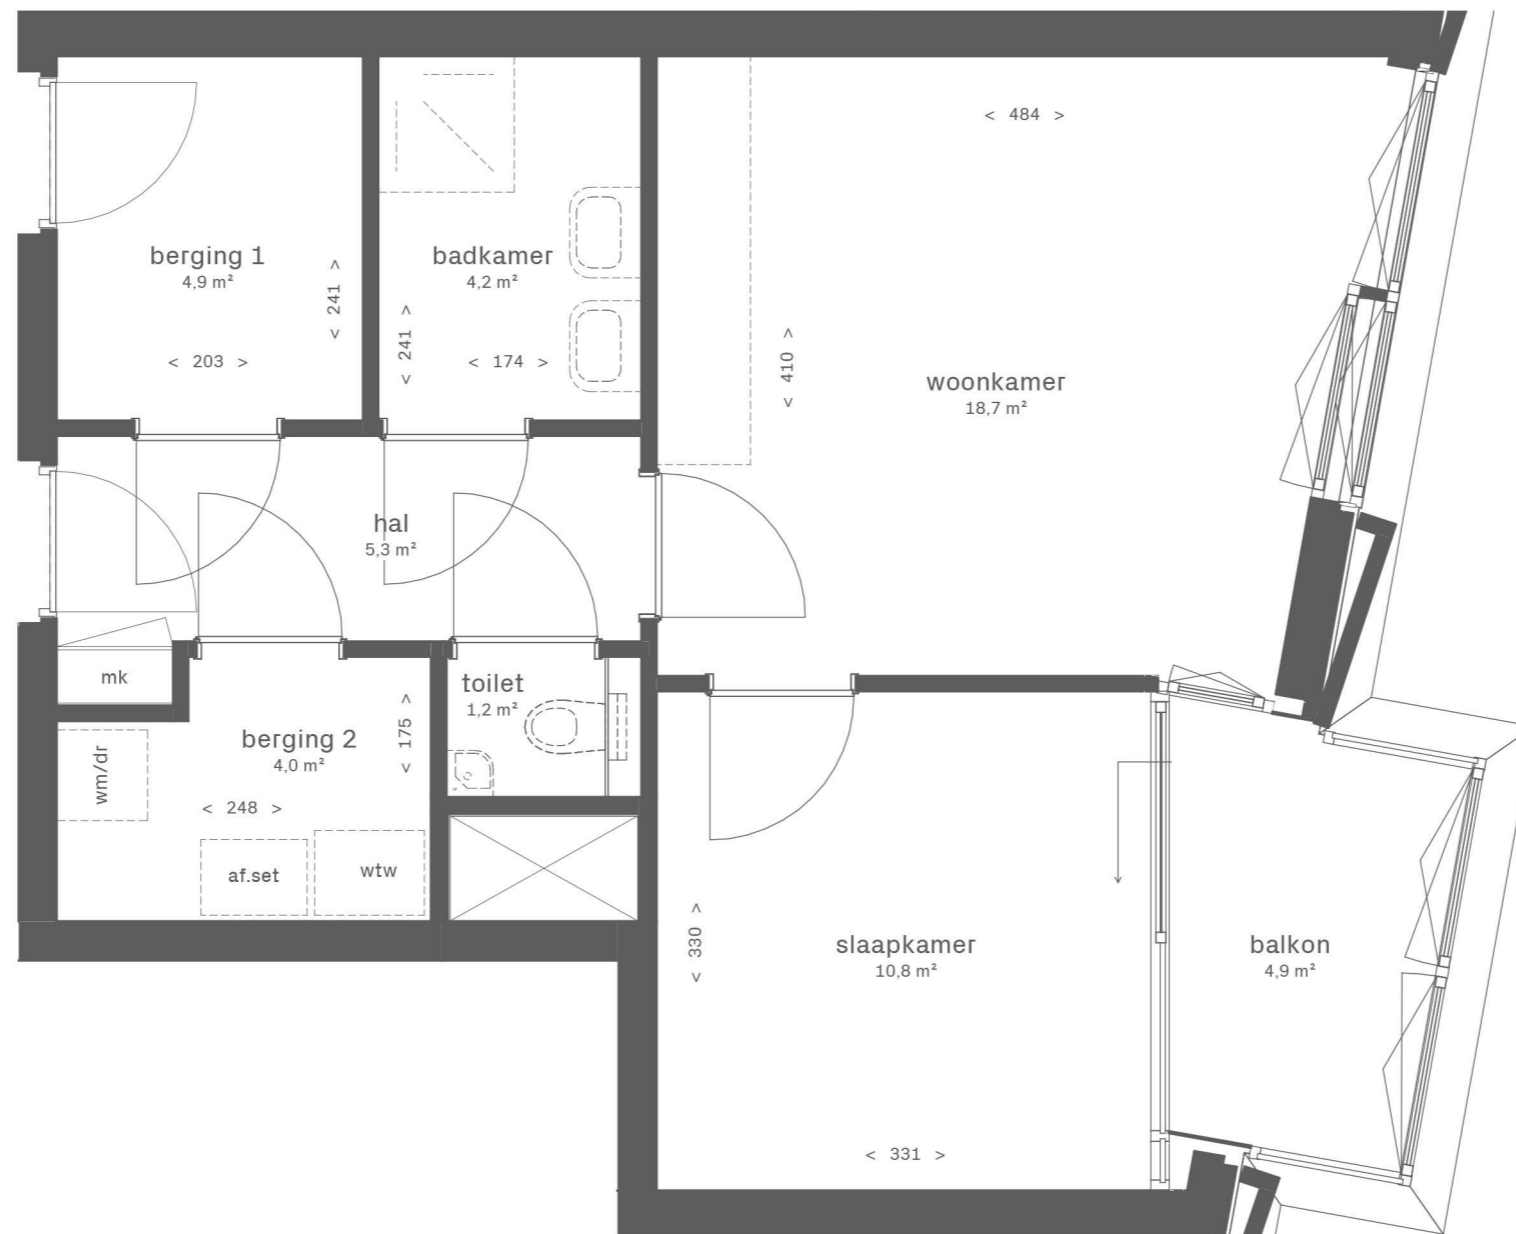 < 484 >
berging 1
4,9 m²
< 241 >
< 203 >
badkamer
4,2 m²
< 241 >
< 174 >
< 410 >
woonkamer
18,7 m²
hal
5,3 m²
mk
toilet
1,2 m²
berging 2
4,0 m²
< 175 >
wm/dr
< 248 >
af.set
wtw
< 330 >
slaapkamer
10,8 m²
balkon
4,9 m²
< 331 >